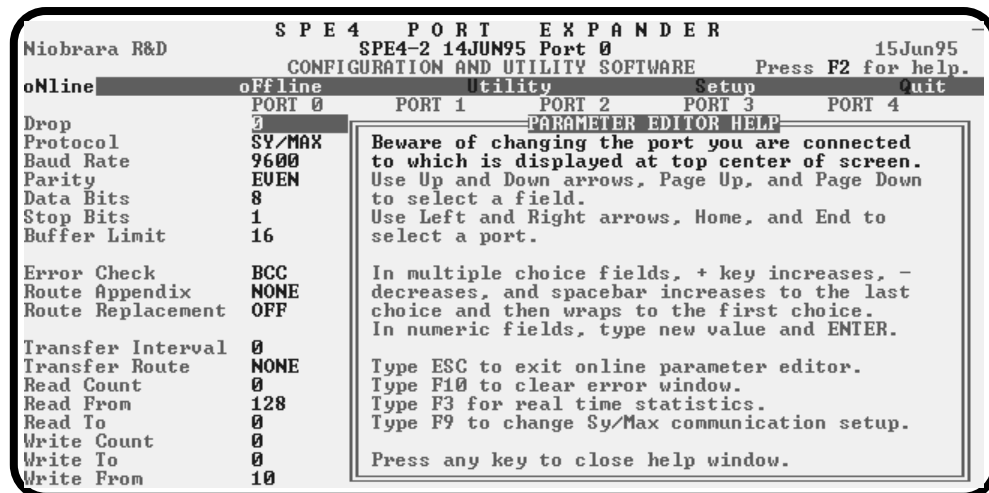 S P E 4 P O R T E X P A N D E R
Niobrara R&D SPE4-2 14JUN95 Port 0 15Jun95
CONFIGURATION AND UTILITY SOFTWARE Press F2 for help.
oNline oFfline Utility Setup Quit
PORT 0 PORT 1 PORT 2 PORT 3 PORT 4
Drop 0
Protocol SY/MAX
Baud Rate 9600
Parity EVEN
Data Bits 8
Stop Bits 1
Buffer Limit 16
Error Check BCC
Route Appendix NONE
Route Replacement OFF
Transfer Interval 0
Transfer Route NONE
Read Count 0
Read From 128
Read To 0
Write Count 0
Write To 0
Write From 10
PARAMETER EDITOR HELP
Beware of changing the port you are connected
to which is displayed at top center of screen.
Use Up and Down arrows, Page Up, and Page Down
to select a field.
Use Left and Right arrows, Home, and End to
select a port.
In multiple choice fields, + key increases, -
decreases, and spacebar increases to the last
choice and then wraps to the first choice.
In numeric fields, type new value and ENTER.
Type ESC to exit online parameter editor.
Type F10 to clear error window.
Type F3 for real time statistics.
Type F9 to change Sy/Max communication setup.
Press any key to close help window.